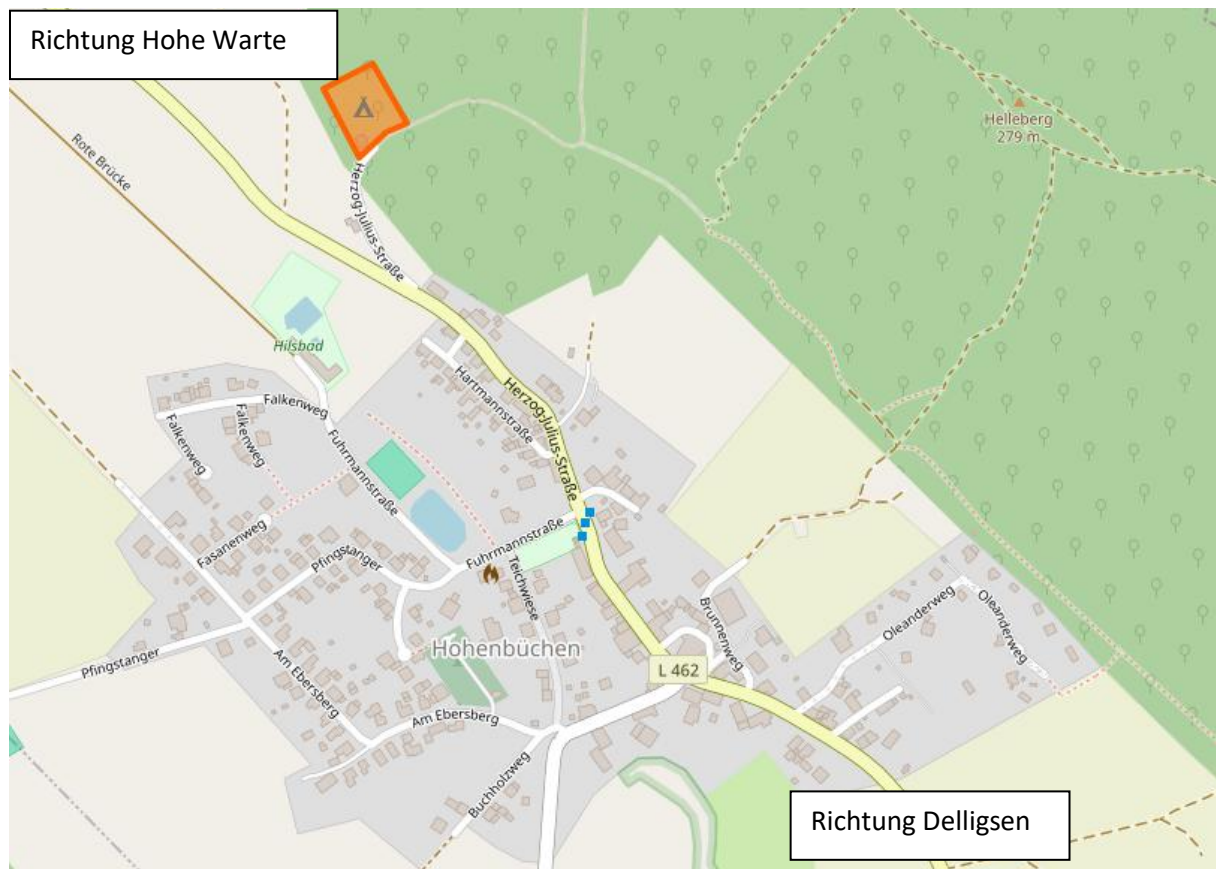 Richtung Hohe Warte
Helleberg
279 m
Rote Brücke
Herzog-Julius-Straße
Hilsbad
Herzog-Julius-Straße
Hartmannstraße
Falkenweg
Falkenweg
Falkenweg
Fuhrmannstraße
Fuhrmannstraße
Fasanenweg
Pfingstanger
Teichwiese
Brunnenweg
Oleanderweg
Oleanderweg
Hohenbüchen
L 462
Pfingstanger
Am Ebersberg
Am Ebersberg
Buchholzweg
Richtung Delligsen